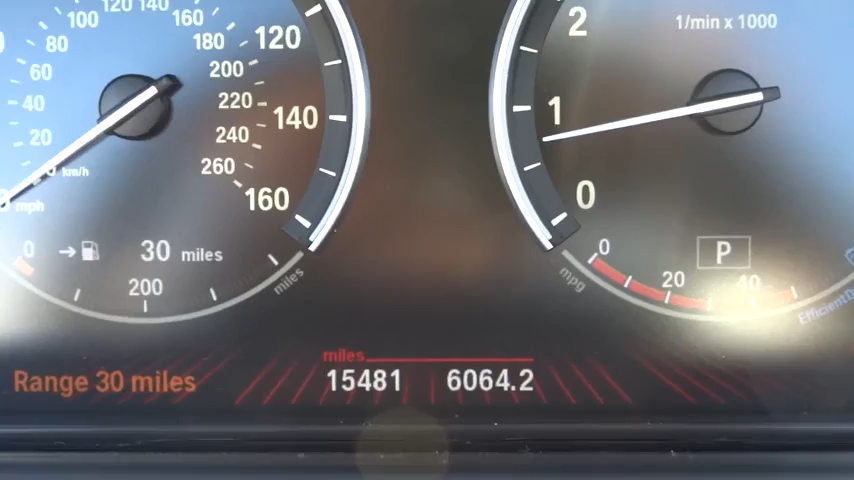 120 140
100
160
80
180
120
60
200
40
220
140
20
240
260
km/h
160
mph
0
30 miles
200
miles
2
1/min x 1000
1
0
P
0
20
40
mpg
miles
Range 30 miles
15481
6064.2